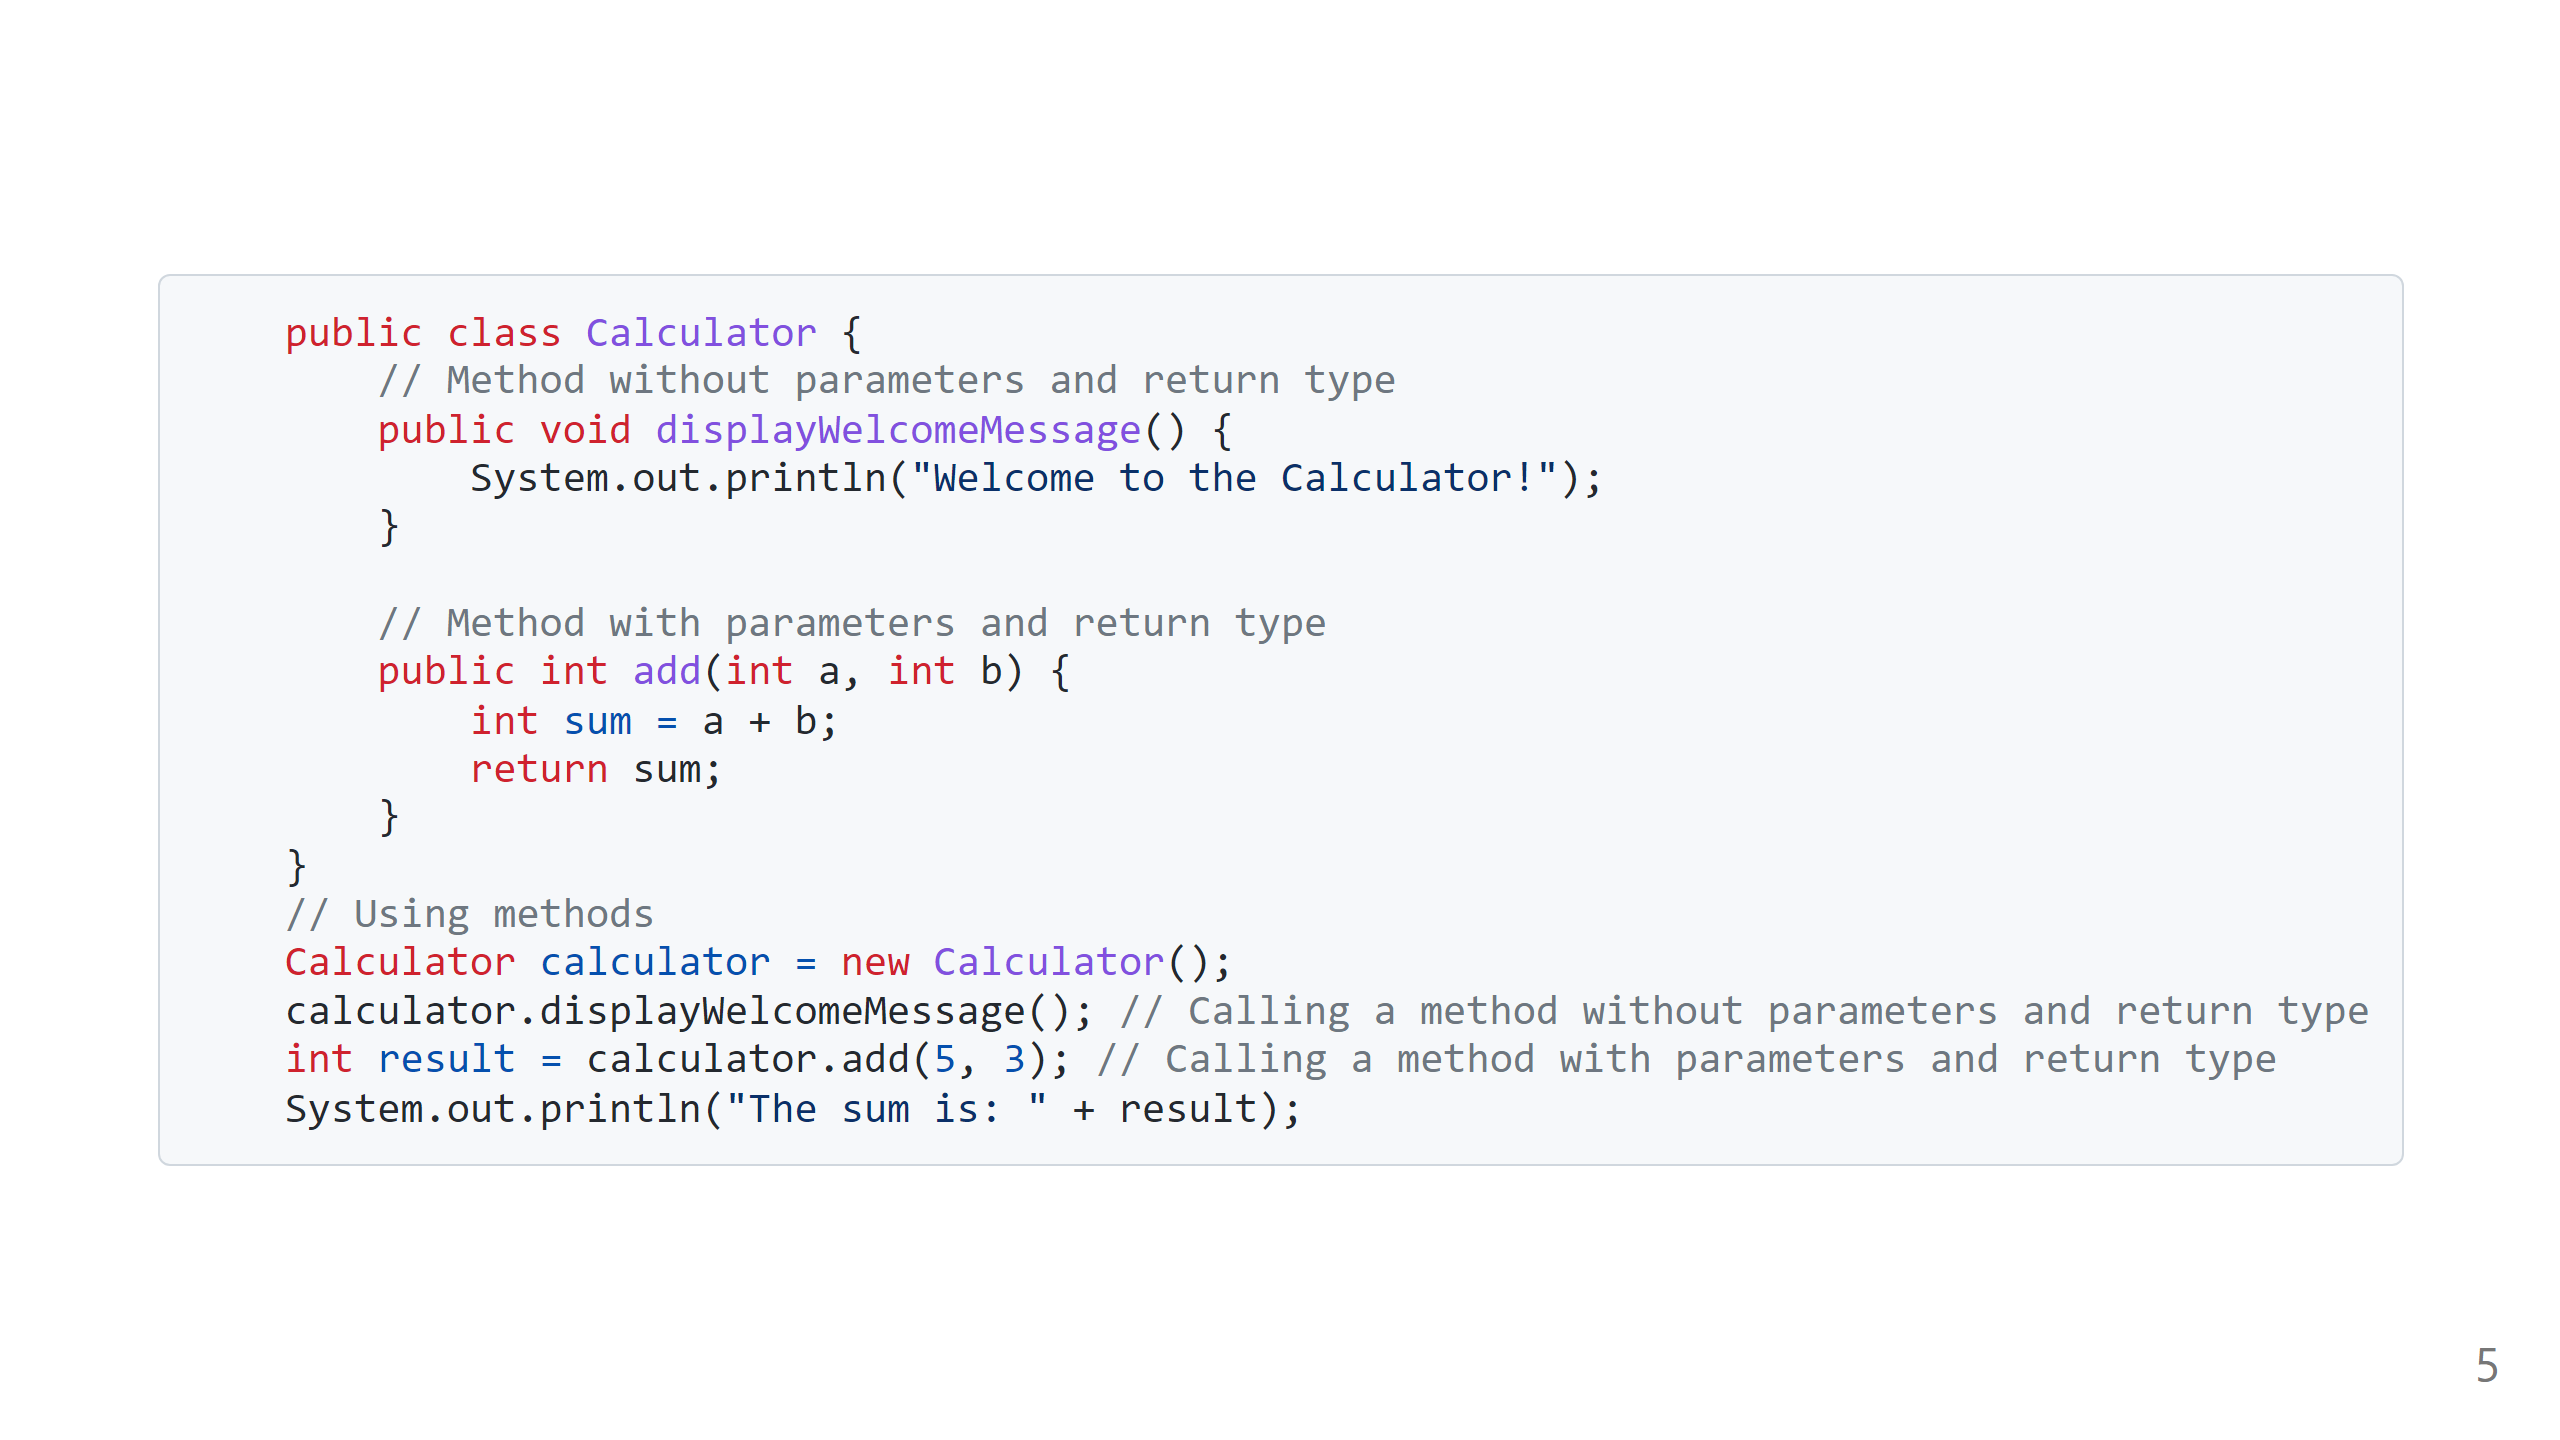 public class Calculator {
    // Method without parameters and return type
    public void displayWelcomeMessage() {
        System.out.println("Welcome to the Calculator!");
    }

    // Method with parameters and return type
    public int add(int a, int b) {
        int sum = a + b;
        return sum;
    }
}
// Using methods
Calculator calculator = new Calculator();
calculator.displayWelcomeMessage(); // Calling a method without parameters and return type
int result = calculator.add(5, 3); // Calling a method with parameters and return type
System.out.println("The sum is: " + result);
5